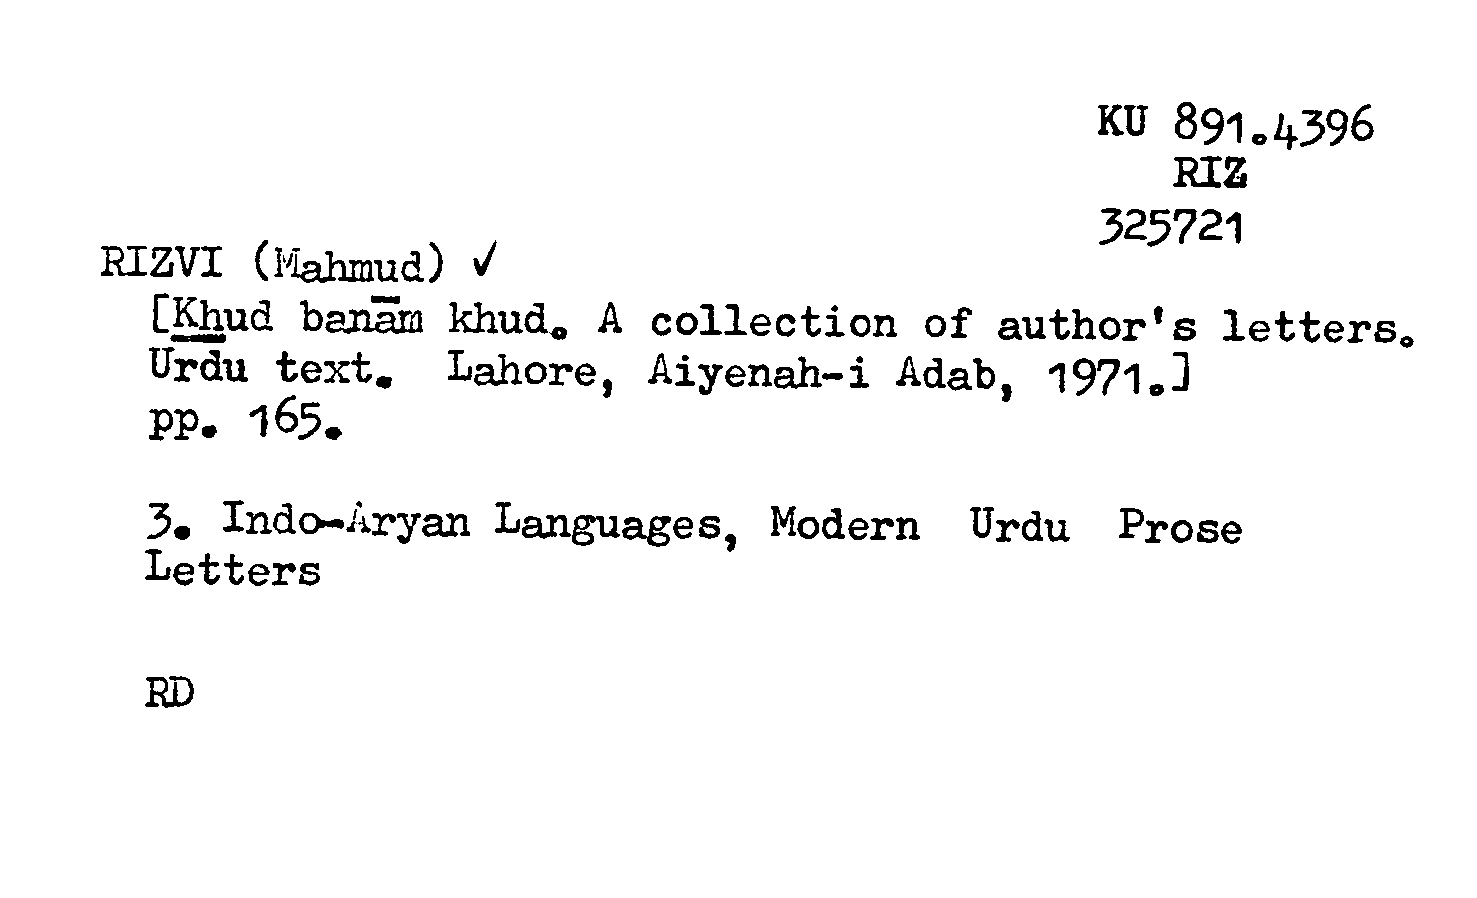 KU 891.4396
RIZ
325721
RIZVI (Mahmud) ✓
[Khud banām khud. A collection of author's letters.
Urdu text. Lahore, Aiyenah-i Adab, 1971.]
pp. 165.
3. Indo-Aryan Languages, Modern Urdu Prose
Letters
RD